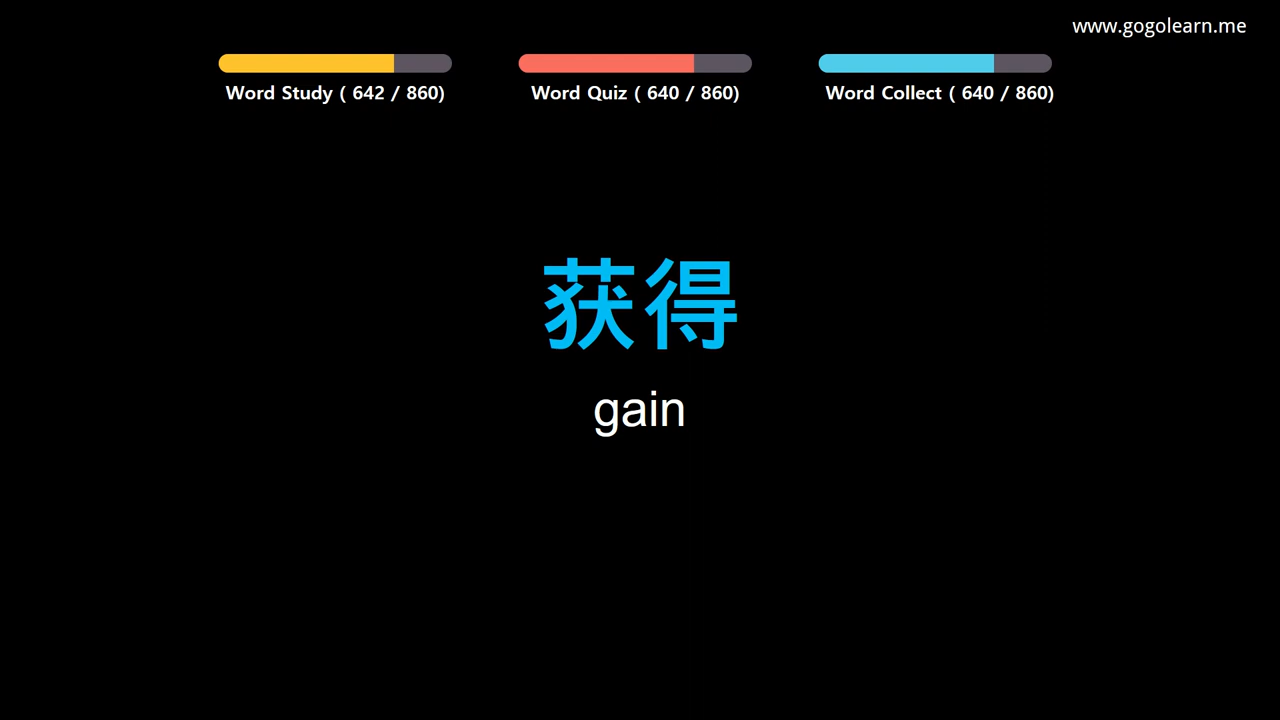 www.gogolearn.me
Word Study ( 642 / 860)
Word Quiz ( 640 / 860)
Word Collect ( 640 / 860)
获得
gain